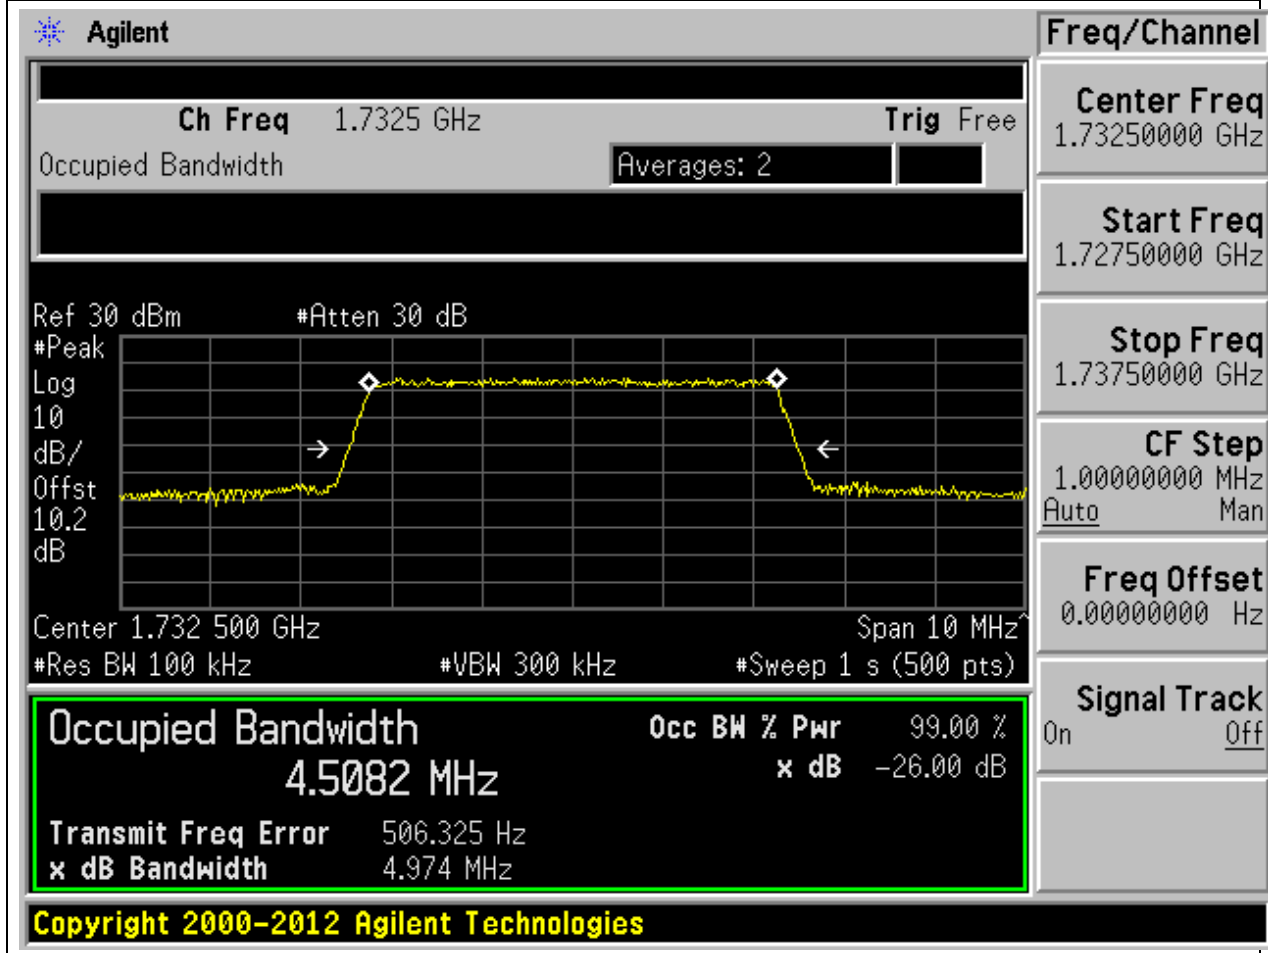 Agilent
Freq/Channel
Ch Freq 1.7325 GHz Trig Free
Occupied Bandwidth Averages: 2
Center Freq
1.73250000 GHz
Start Freq
1.72750000 GHz
Stop Freq
1.73750000 GHz
CF Step
1.00000000 MHz
Auto Man
Freq Offset
0.00000000 Hz
Signal Track
On Off
Ref 30 dBm #Atten 30 dB
#Peak
Log
10
dB/
Offst
10.2
dB
Center 1.732 500 GHz Span 10 MHz^
#Res BW 100 kHz #VBW 300 kHz #Sweep 1 s (500 pts)
Occupied Bandwidth Occ BW % Pwr 99.00 %
4.5082 MHz x dB -26.00 dB
Transmit Freq Error 506.325 Hz
x dB Bandwidth 4.974 MHz
Copyright 2000-2012 Agilent Technologies